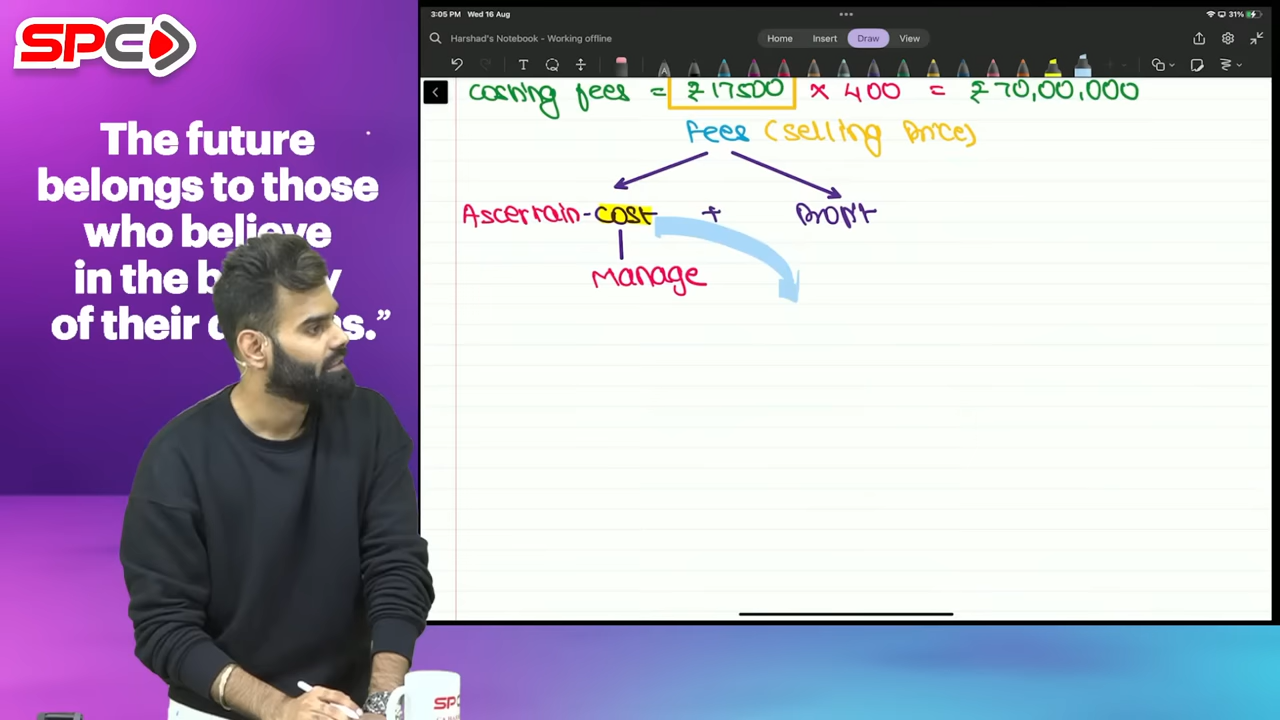 SPC
The future
belongs to those
who believe
in the b y
of their d s.”
3:05 PM Wed 16 Aug
31%
Harshad's Notebook - Working offline
Home Insert Draw View
costing fees = ₹17500 × 400 = ₹70,00,000
Fees (selling Price)
Ascertain - cost + Profit
Manage
SPC